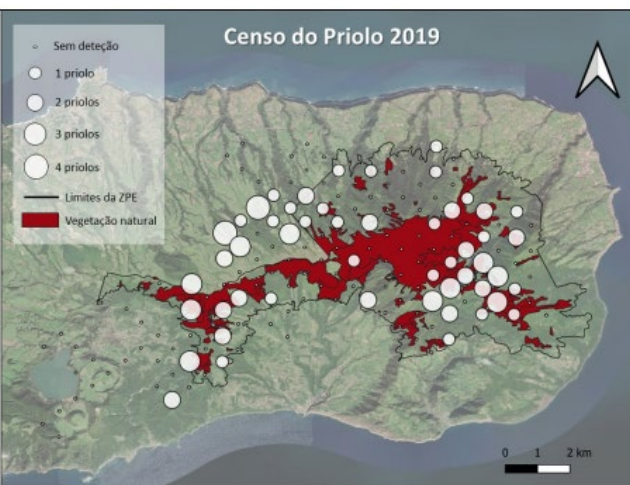 Censo do Priolo 2019
Sem deteção
1 priolo
2 priolos
3 priolos
4 priolos
Limites da ZPE
Vegetação natural
0 1 2 km